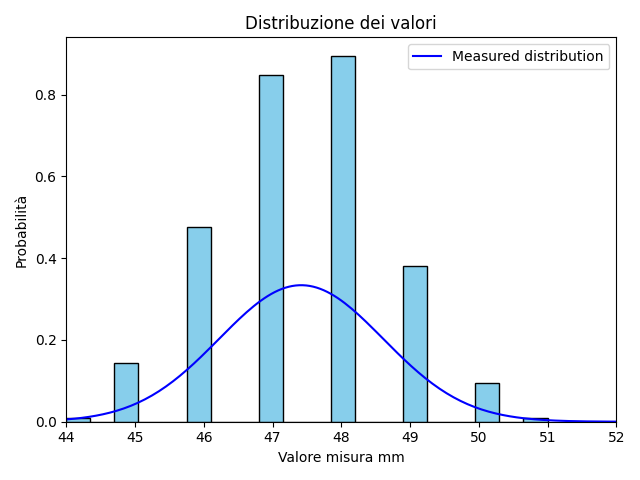 Distribuzione dei valori
Measured distribution
Probabilità
0.8
0.6
0.4
0.2
0.0
44 45 46 47 48 49 50 51 52
Valore misura mm